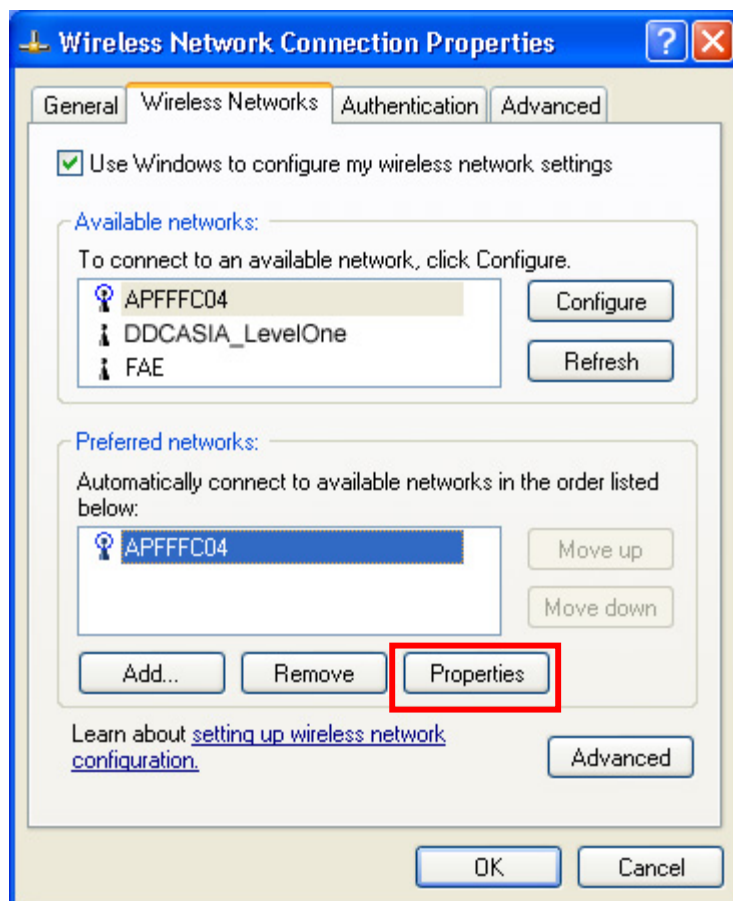 Wireless Network Connection Properties
General Wireless Networks Authentication Advanced
Use Windows to configure my wireless network settings
Available networks:
To connect to an available network, click Configure.
APFFFC04
Configure
DDCASIA_LevelOne
FAE
Refresh
Preferred networks:
Automatically connect to available networks in the order listed
below:
APFFFC04
Move up
Move down
Add... Remove Properties
Learn about setting up wireless network
configuration.
Advanced
OK Cancel